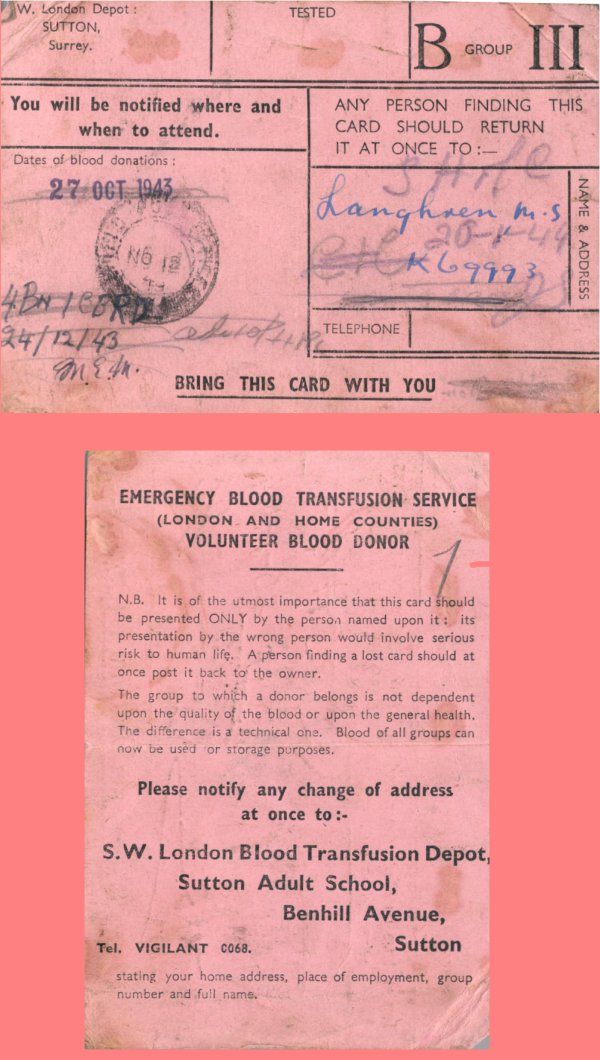 W. London Depot :
SUTTON,
Surrey.
TESTED
B GROUP III
You will be notified where and
when to attend.
ANY PERSON FINDING THIS
CARD SHOULD RETURN
IT AT ONCE TO :—
Dates of blood donations :
27 OCT 1943
NO 12
24/12/43
M.E.M.
M.S
K69993
NAME & ADDRESS
TELEPHONE
BRING THIS CARD WITH YOU
EMERGENCY BLOOD TRANSFUSION SERVICE
(LONDON AND HOME COUNTIES)
VOLUNTEER BLOOD DONOR
1
N.B. It is of the utmost importance that this card should
be presented ONLY by the person named upon it : its
presentation by the wrong person would involve serious
risk to human life. A person finding a lost card should at
once post it back to the owner.
The group to which a donor belongs is not dependent
upon the quality of the blood or upon the general health.
The difference is a technical one. Blood of all groups can
now be used or storage purposes.
Please notify any change of address
at once to :-
S.W. London Blood Transfusion Depot,
Sutton Adult School,
Benhill Avenue,
Sutton
Tel. VIGILANT 0068.
stating your home address, place of employment, group
number and full name.